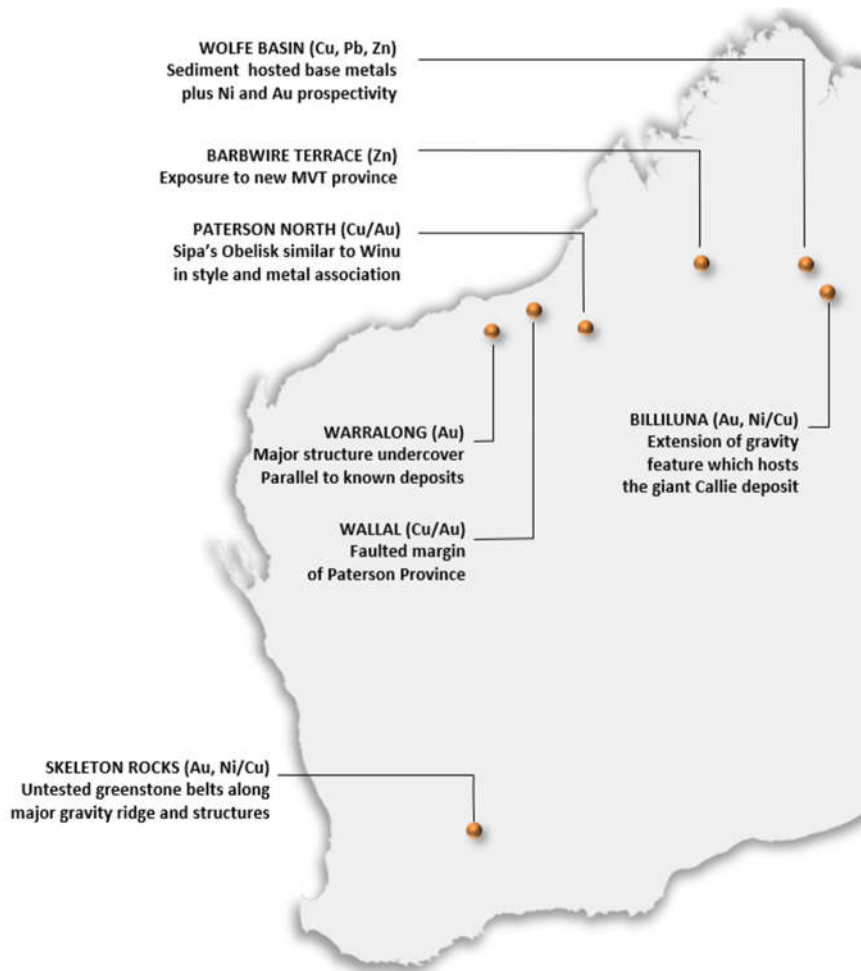 WOLFE BASIN (Cu, Pb, Zn)
Sediment hosted base metals
plus Ni and Au prospectivity
BARBWIRE TERRACE (Zn)
Exposure to new MVT province
PATERSON NORTH (Cu/Au)
Sipa's Obelisk similar to Winu
in style and metal association
WARRALONG (Au)
Major structure undercover
Parallel to known deposits
BILLILUNA (Au, Ni/Cu)
Extension of gravity
feature which hosts
the giant Callie deposit
WALLAL (Cu/Au)
Faulted margin
of Paterson Province
SKELETON ROCKS (Au, Ni/Cu)
Untested greenstone belts along
major gravity ridge and structures